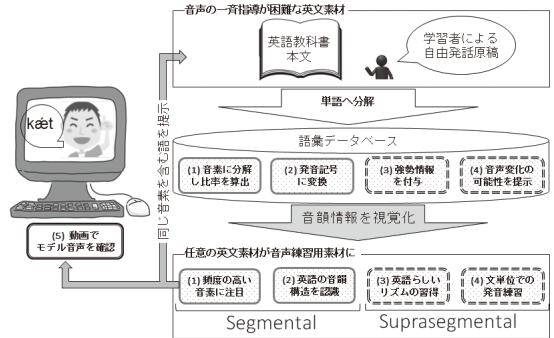 音声の一斉指導が困難な英文素材
英語教科書
本文
学習者による
自由発話原稿
単語へ分解
語彙データベース
(1) 音素に分解
し比率を算出
(2) 発音記号
に変換
(3) 強勢情報
を付与
(4) 音声変化の
可能性を提示
音韻情報を視覚化
同じ音素を含む語を提示
kæt
(5) 動画で
モデル音声を確認
任意の英文素材が音声練習用素材に
(1) 頻度の高い
音素に注目
(2) 英語の音韻
構造を認識
(3) 英語らしい
リズムの習得
(4) 文単位での
発音練習
Segmental
Suprasegmental